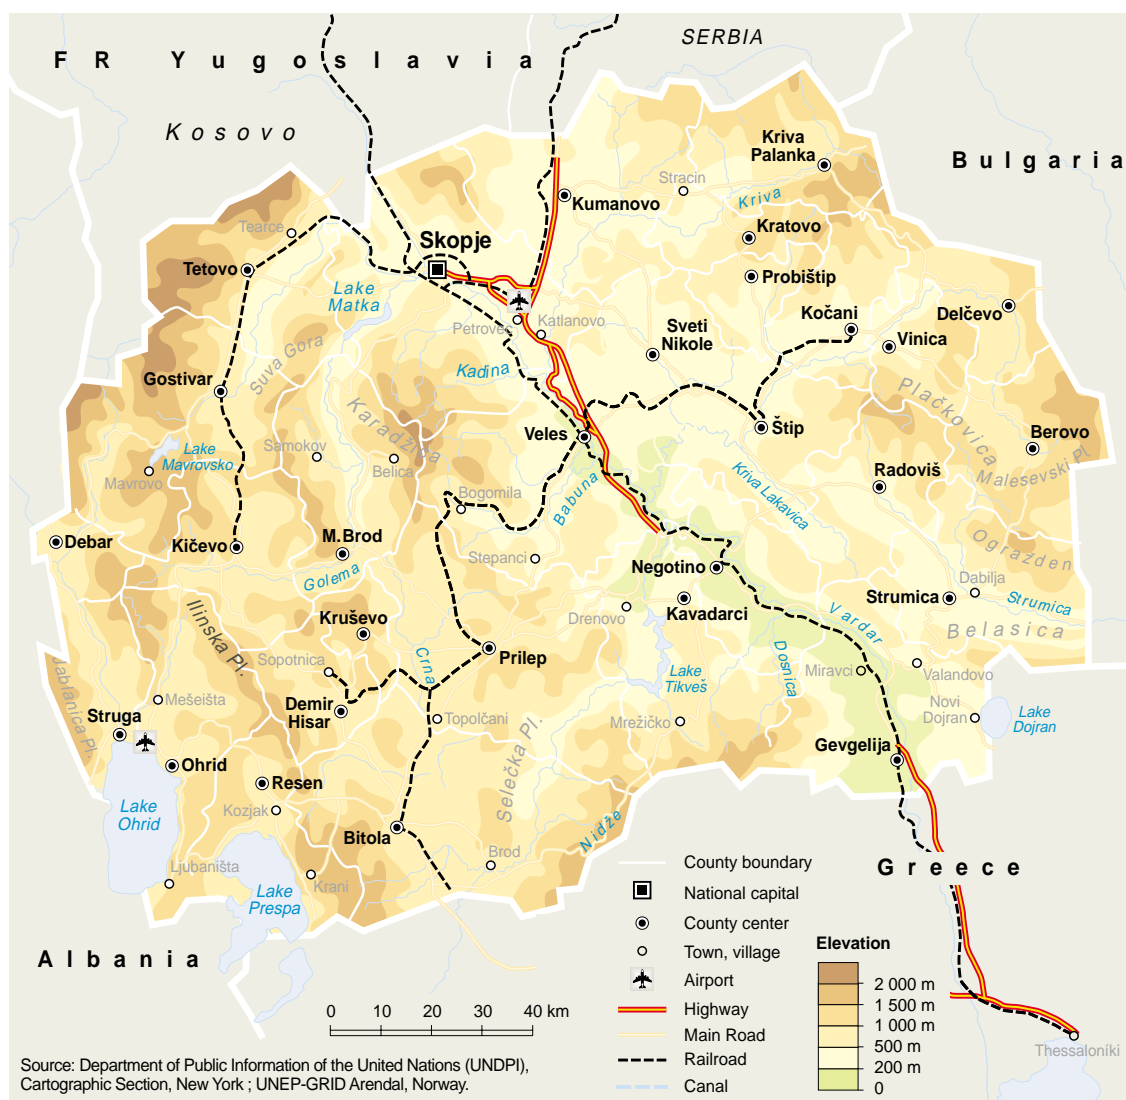 SERBIA
FR Yugoslavia
Kosovo
Bulgaria
Kriva
Palanka
Stracin
Kriva
Kumanovo
Tearce
Kratovo
Skopje
Tetovo
Probištip
Lake
Matka
Kočani
Delčevo
Petrovec
Katlanovo
Sveti
Nikole
Vinica
Suva Gora
Kadina
Gostivar
Plačkovica
Karadžica
Veles
Štip
Berovo
Lake
Mavrovsko
Samokov
Belica
Mavrovo
Radoviš
Malesevski Pl.
Kriva Lakavica
Bogomila
Babuna
Debar
Kičevo
M.Brod
Ogražden
Stepanci
Golema
Negotino
Dabilja
Strumica
Strumica
Ilinska Pl.
Kavadarci
Drenovo
Vardar
Kruševo
Belasica
Crna
Prilep
Sopotnica
Dosnica
Miravci
Valandovo
Lake
Tikveš
Jablanica Pl.
Mešeišta
Demir
Hisar
Topolčani
Mrežičko
Novi
Dojran
Lake
Dojran
Struga
Selečka Pl.
Gevgelija
Ohrid
Resen
Kozjak
Lake
Ohrid
Bitola
Nidže
Ljubaništa
Brod
Krani
Lake
Prespa
Greece
Albania
County boundary
National capital
County center
Town, village
Airport
Highway
Main Road
Railroad
Canal
Elevation
2 000 m
1 500 m
1 000 m
500 m
200 m
0
0 10 20 30 40 km
Thessaloníki
Source: Department of Public Information of the United Nations (UNDPI),
Cartographic Section, New York ; UNEP-GRID Arendal, Norway.